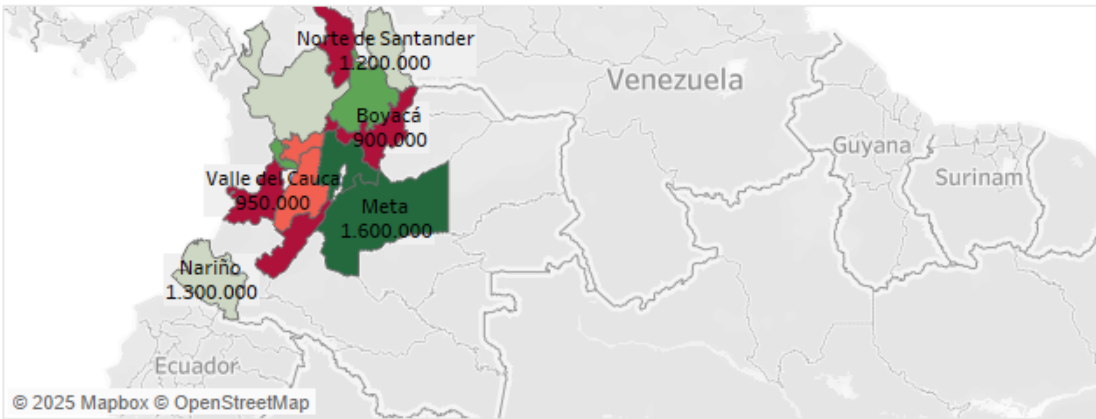 Norte de Santander
1.200.000
Venezuela
Boyacá
900.000
Guyana
Surinam
Valle del Cauca
950.000
Meta
1.600.000
Nariño
1.300.000
Ecuador
© 2025 Mapbox © OpenStreetMap